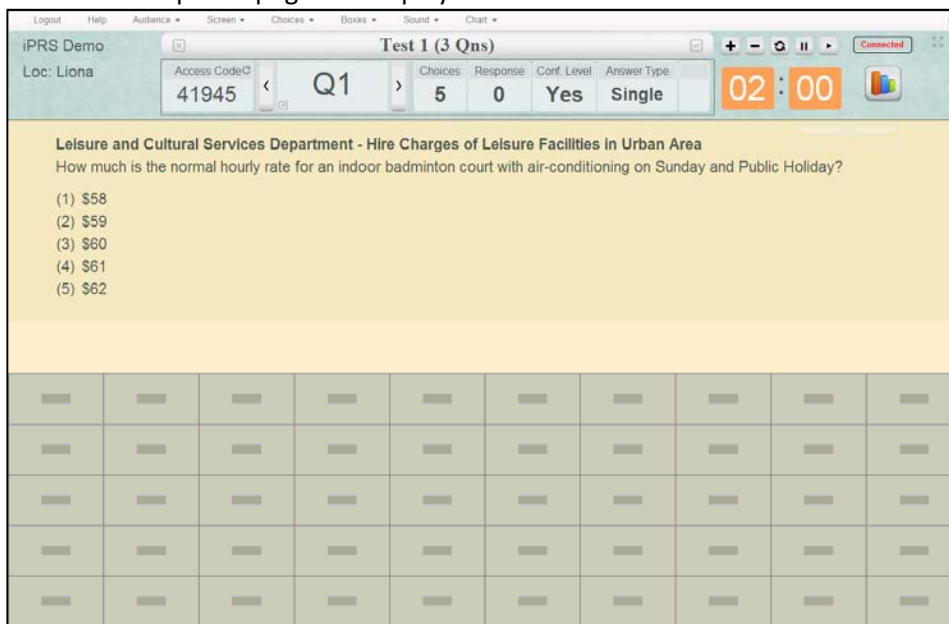 Logout Help Audience Screen Choices Boxes Sound Chart
iPRS Demo
Test 1 (3 Qns)
Connected
Loc: Liona
Access Code
41945
Q1
Choices
5
Response
0
Conf. Level
Yes
Answer Type
Single
02 : 00
Leisure and Cultural Services Department - Hire Charges of Leisure Facilities in Urban Area
How much is the normal hourly rate for an indoor badminton court with air-conditioning on Sunday and Public Holiday?
(1) $58
(2) $59
(3) $60
(4) $61
(5) $62